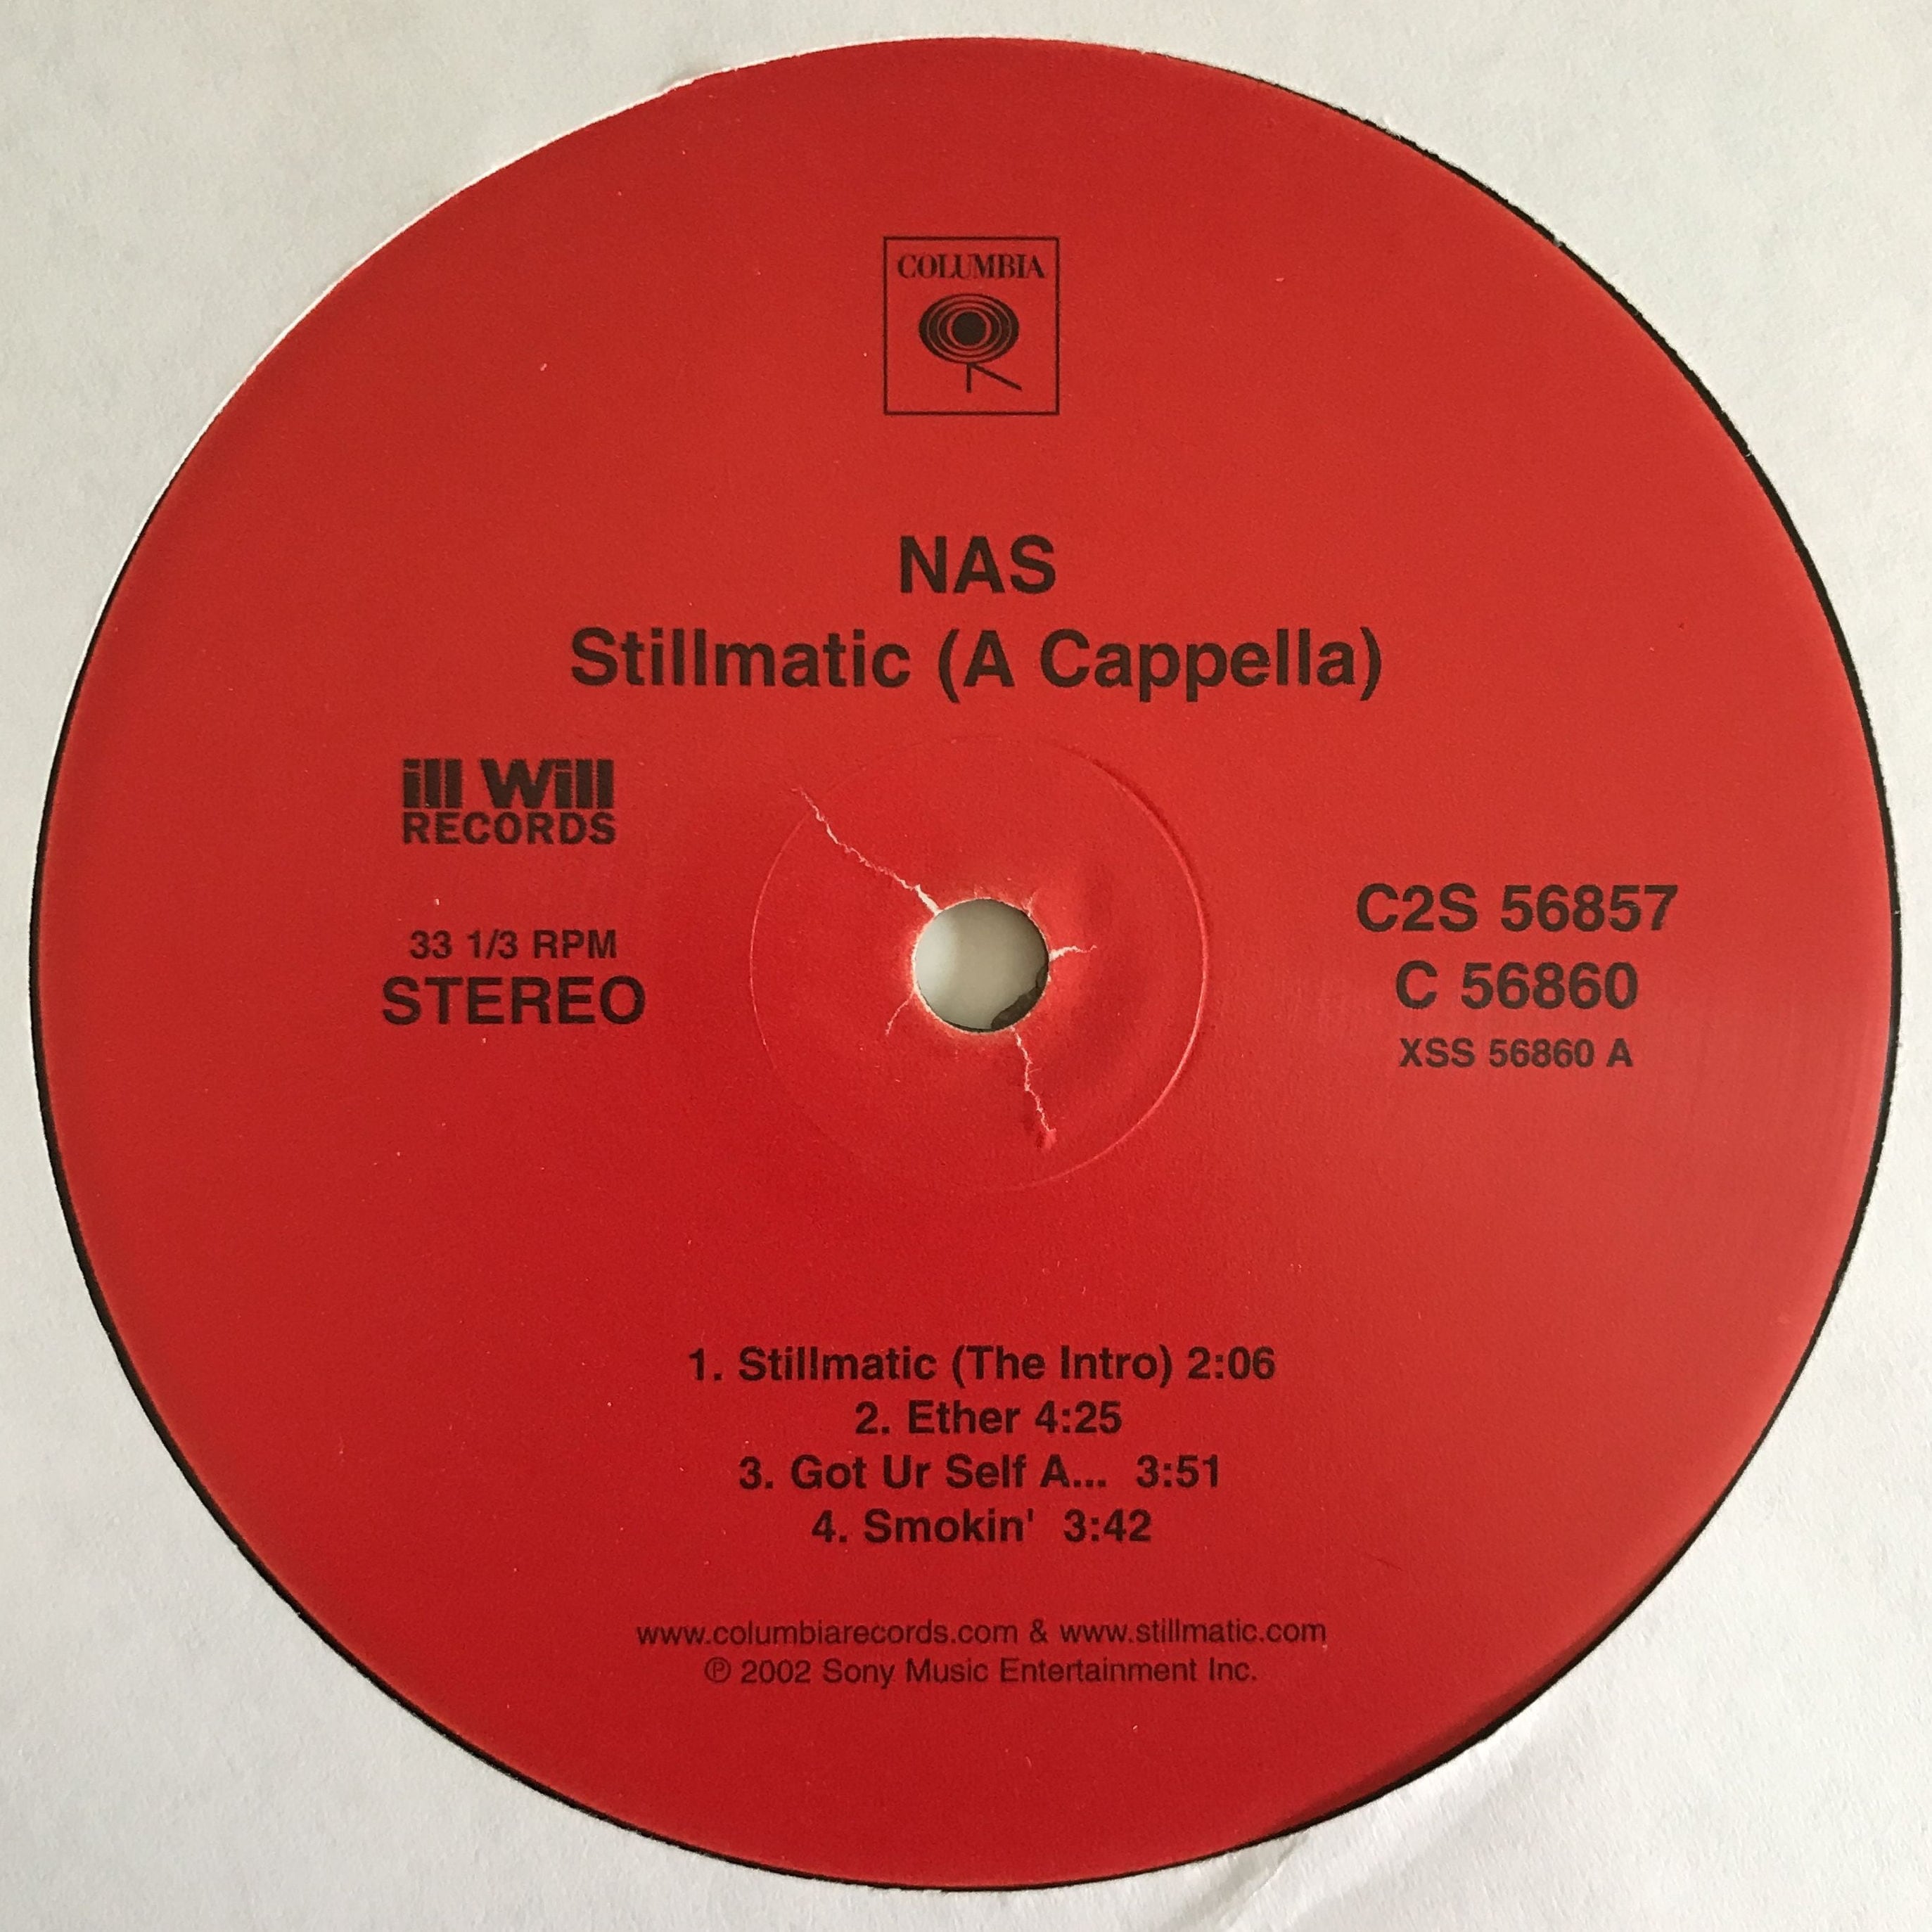 COLUMBIA
NAS
Stillmatic (A Cappella)
ill Will
RECORDS
33 1/3 RPM
STEREO
C2S 56857
C 56860
XSS 56860 A
1. Stillmatic (The Intro) 2:06
2. Ether 4:25
3. Got Ur Self A... 3:51
4. Smokin' 3:42
www.columbiarecords.com & www.stillmatic.com
℗ 2002 Sony Music Entertainment Inc.